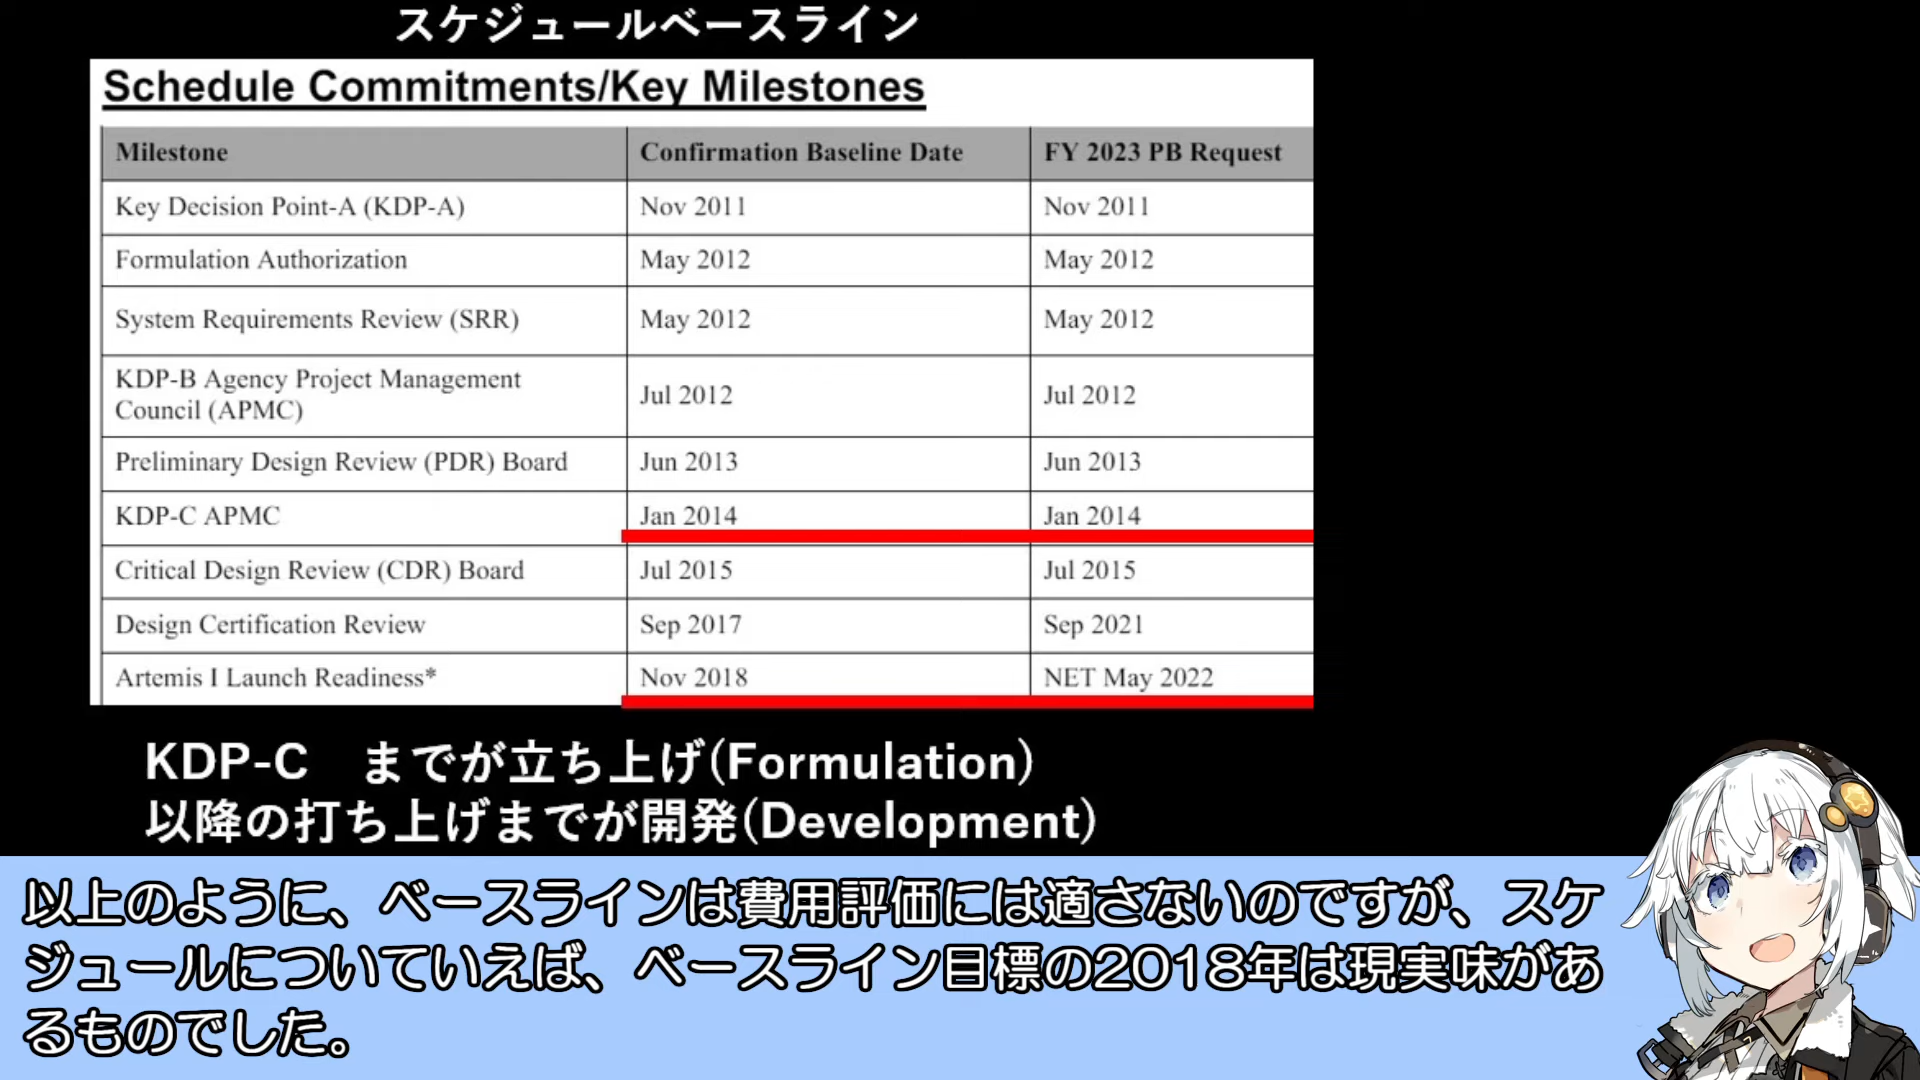 スケジュールベースライン
Schedule Commitments/Key Milestones
Milestone Confirmation Baseline Date FY 2023 PB Request
Key Decision Point-A (KDP-A) Nov 2011 Nov 2011
Formulation Authorization May 2012 May 2012
System Requirements Review (SRR) May 2012 May 2012
KDP-B Agency Project Management
Council (APMC) Jul 2012 Jul 2012
Preliminary Design Review (PDR) Board Jun 2013 Jun 2013
KDP-C APMC Jan 2014 Jan 2014
Critical Design Review (CDR) Board Jul 2015 Jul 2015
Design Certification Review Sep 2017 Sep 2021
Artemis I Launch Readiness* Nov 2018 NET May 2022
KDP-C　までが立ち上げ(Formulation)
以降の打ち上げまでが開発(Development)
以上のように、ベースラインは費用評価には適さないのですが、スケ
ジュールについていえば、ベースライン目標の2018年は現実味があ
るものでした。